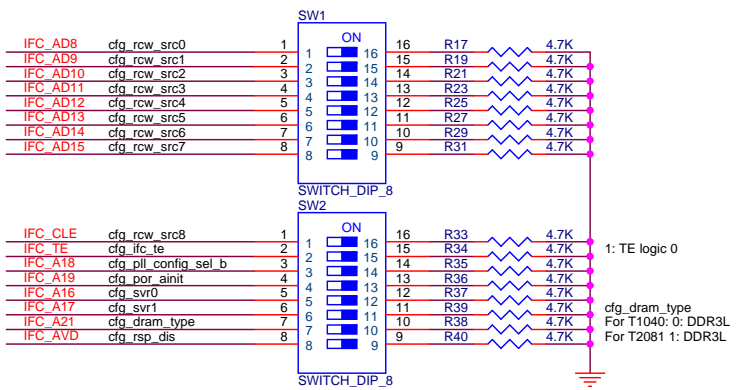 SW1
ON
IFC_AD8 cfg_rcw_src0 1 1 16 16 R17 4.7K
IFC_AD9 cfg_rcw_src1 2 2 15 15 R19 4.7K
IFC_AD10 cfg_rcw_src2 3 3 14 14 R21 4.7K
IFC_AD11 cfg_rcw_src3 4 4 13 13 R23 4.7K
IFC_AD12 cfg_rcw_src4 5 5 12 12 R25 4.7K
IFC_AD13 cfg_rcw_src5 6 6 11 11 R27 4.7K
IFC_AD14 cfg_rcw_src6 7 7 10 10 R29 4.7K
IFC_AD15 cfg_rcw_src7 8 8 9 9 R31 4.7K
SWITCH_DIP_8
SW2
ON
IFC_CLE cfg_rcw_src8 1 1 16 16 R33 4.7K
IFC_TE cfg_ifc_te 2 2 15 15 R34 4.7K 1: TE logic 0
IFC_A18 cfg_pll_config_sel_b 3 3 14 14 R35 4.7K
IFC_A19 cfg_por_ainit 4 4 13 13 R36 4.7K
IFC_A16 cfg_svr0 5 5 12 12 R37 4.7K
IFC_A17 cfg_svr1 6 6 11 11 R39 4.7K cfg_dram_type
IFC_A21 cfg_dram_type 7 7 10 10 R38 4.7K For T1040: 0: DDR3L
IFC_AVD cfg_rsp_dis 8 8 9 9 R40 4.7K For T2081 1: DDR3L
SWITCH_DIP_8